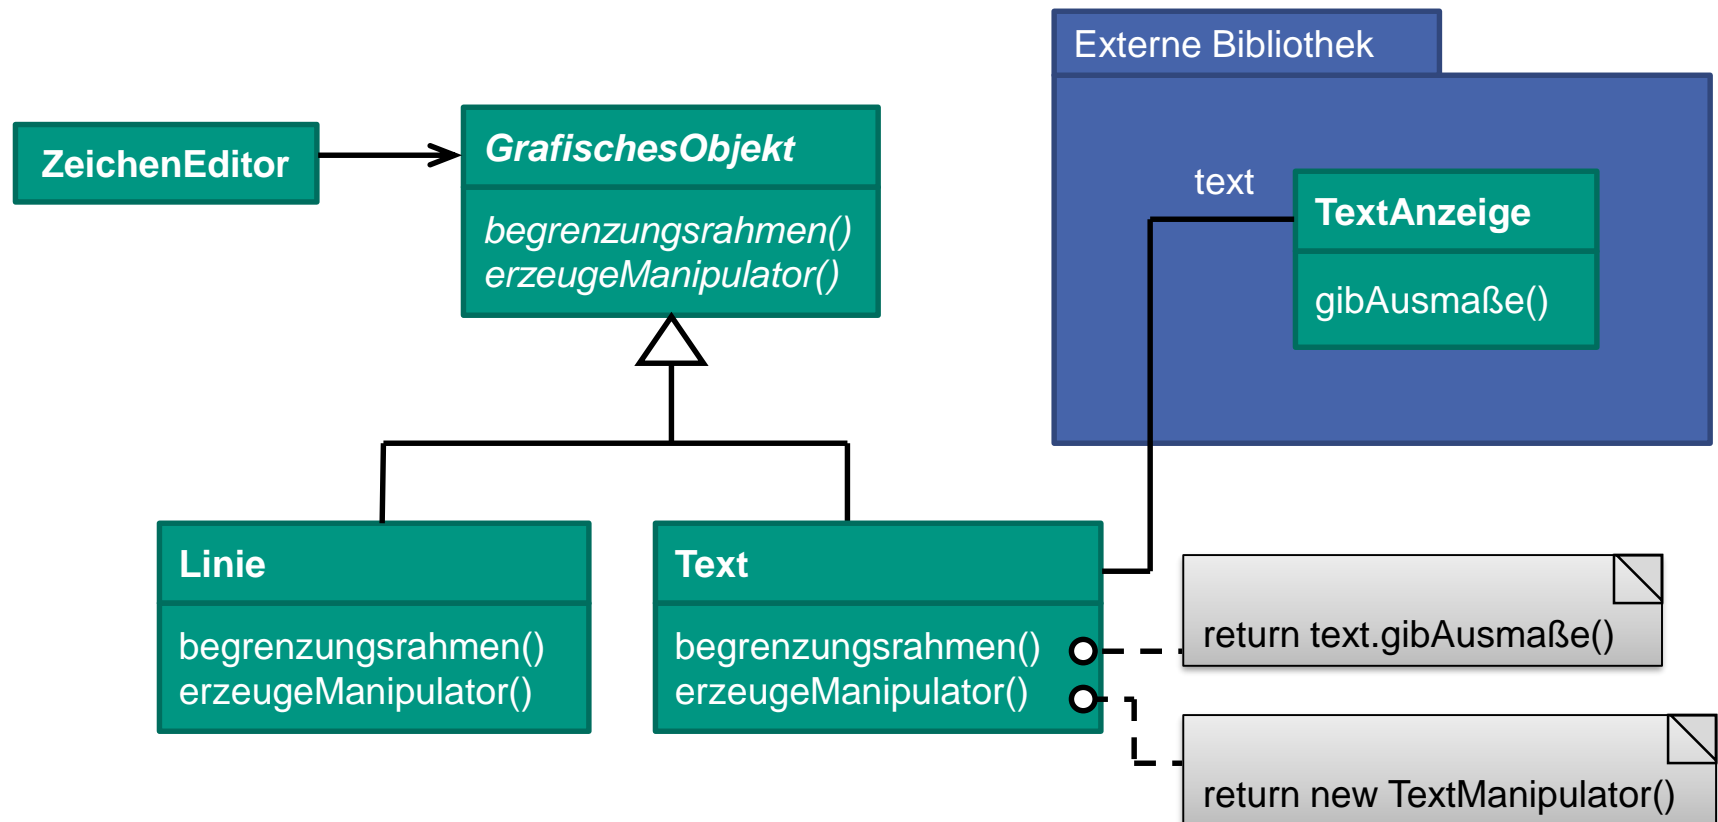 Externe Bibliothek
ZeichenEditor
GrafischesObjekt
begrenzungsrahmen()
erzeugeManipulator()
text
TextAnzeige
gibAusmaße()
Linie
begrenzungsrahmen()
erzeugeManipulator()
Text
begrenzungsrahmen()
erzeugeManipulator()
return text.gibAusmaße()
return new TextManipulator()